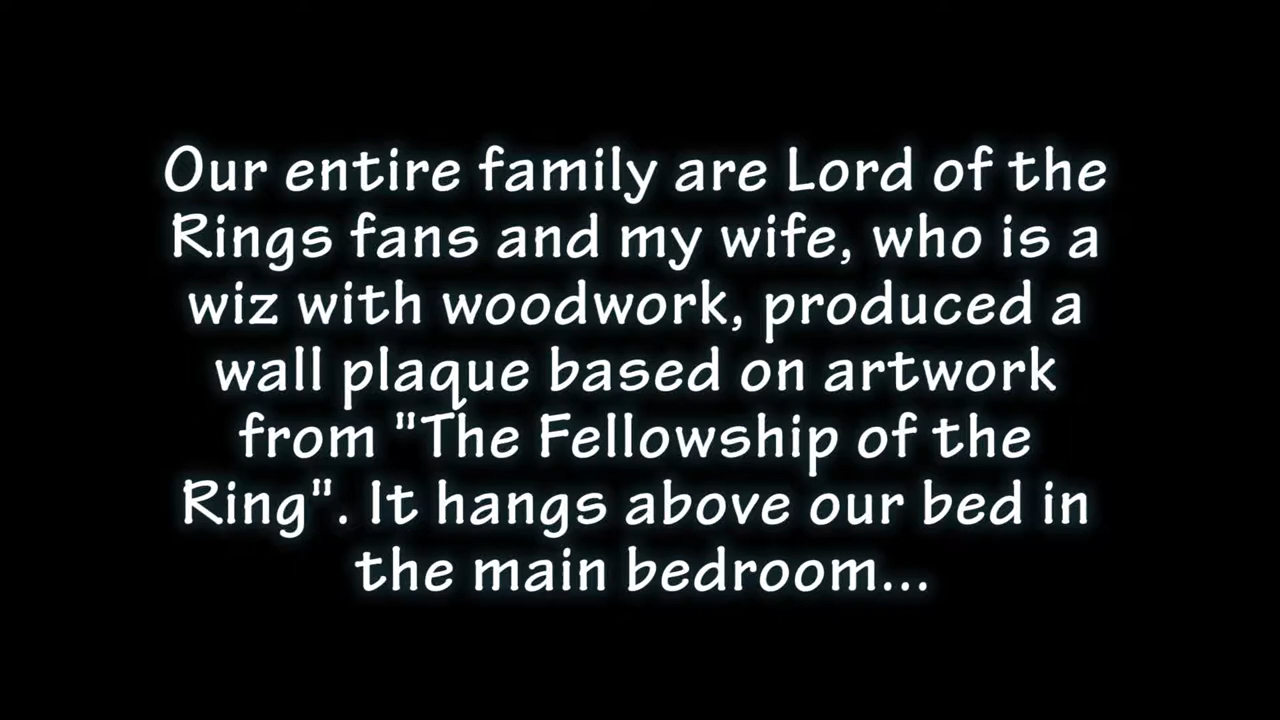 Our entire family are Lord of the
Rings fans and my wife, who is a
wiz with woodwork, produced a
wall plaque based on artwork
from "The Fellowship of the
Ring". It hangs above our bed in
the main bedroom...